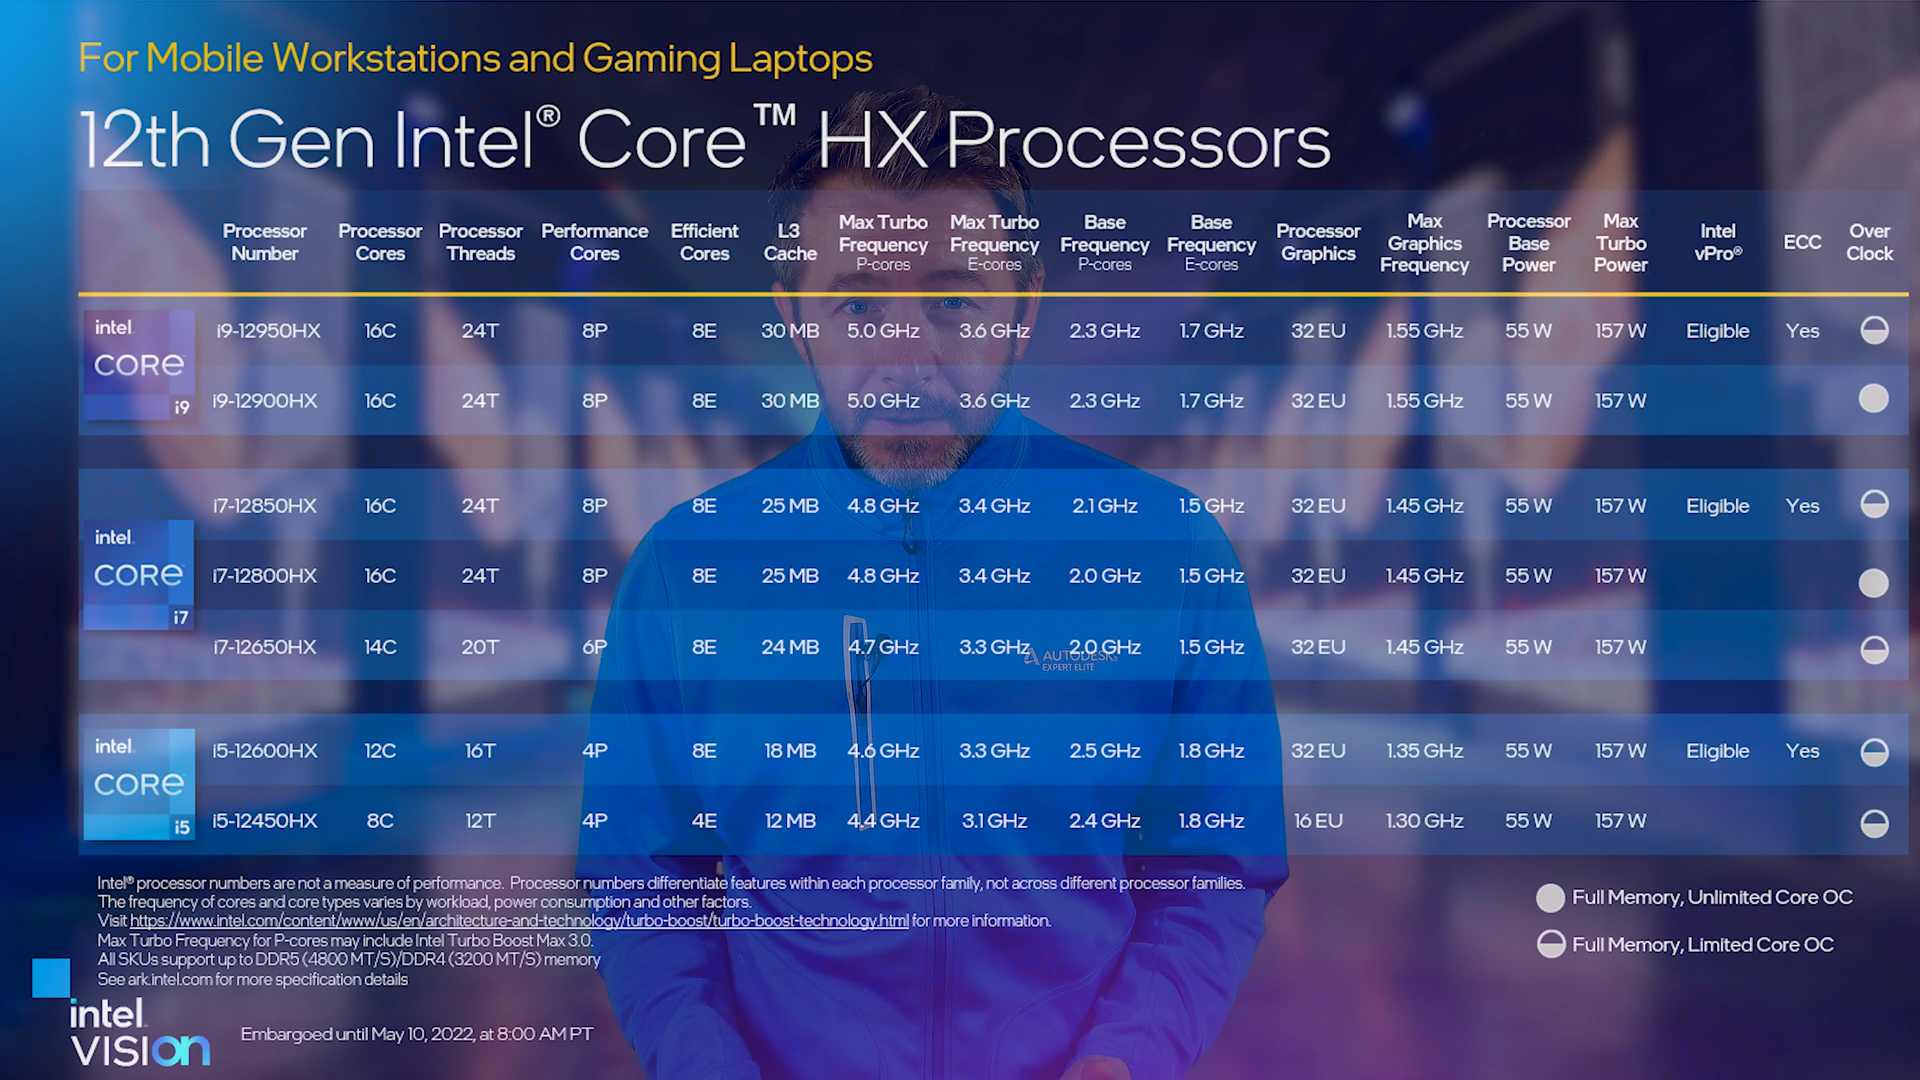 For Mobile Workstations and Gaming Laptops
12th Gen Intel® Core™ HX Processors
Processor Number Processor Cores Processor Threads Performance Cores Efficient Cores L3 Cache Max Turbo Frequency P-cores Max Turbo Frequency E-cores Base Frequency P-cores Base Frequency E-cores Processor Graphics Max Graphics Frequency Processor Base Power Max Turbo Power Intel vPro® ECC Over Clock
intel CORE i9
i9-12950HX 16C 24T 8P 8E 30 MB 5.0 GHz 3.6 GHz 2.3 GHz 1.7 GHz 32 EU 1.55 GHz 55 W 157 W Eligible Yes
i9-12900HX 16C 24T 8P 8E 30 MB 5.0 GHz 3.6 GHz 2.3 GHz 1.7 GHz 32 EU 1.55 GHz 55 W 157 W
intel CORE i7
i7-12850HX 16C 24T 8P 8E 25 MB 4.8 GHz 3.4 GHz 2.1 GHz 1.5 GHz 32 EU 1.45 GHz 55 W 157 W Eligible Yes
i7-12800HX 16C 24T 8P 8E 25 MB 4.8 GHz 3.4 GHz 2.0 GHz 1.5 GHz 32 EU 1.45 GHz 55 W 157 W
i7-12650HX 14C 20T 6P 8E 24 MB 4.7 GHz 3.3 GHz 2.0 GHz 1.5 GHz 32 EU 1.45 GHz 55 W 157 W
AUTODESK
EXPERT ELITE
intel CORE i5
i5-12600HX 12C 16T 4P 8E 18 MB 4.6 GHz 3.3 GHz 2.5 GHz 1.8 GHz 32 EU 1.35 GHz 55 W 157 W Eligible Yes
i5-12450HX 8C 12T 4P 4E 12 MB 4.4 GHz 3.1 GHz 2.4 GHz 1.8 GHz 16 EU 1.30 GHz 55 W 157 W
Intel® processor numbers are not a measure of performance. Processor numbers differentiate features within each processor family, not across different processor families.
The frequency of cores and core types varies by workload, power consumption and other factors.
Visit https://www.intel.com/content/www/us/en/architecture-and-technology/turbo-boost/turbo-boost-technology.html for more information.
Max Turbo Frequency for P-cores may include Intel Turbo Boost Max 3.0.
All SKUs support up to DDR5 (4800 MT/S)/DDR4 (3200 MT/S) memory
See ark.intel.com for more specification details
Full Memory, Unlimited Core OC
Full Memory, Limited Core OC
intel.
VISION
Embargoed until May 10, 2022, at 8:00 AM PT